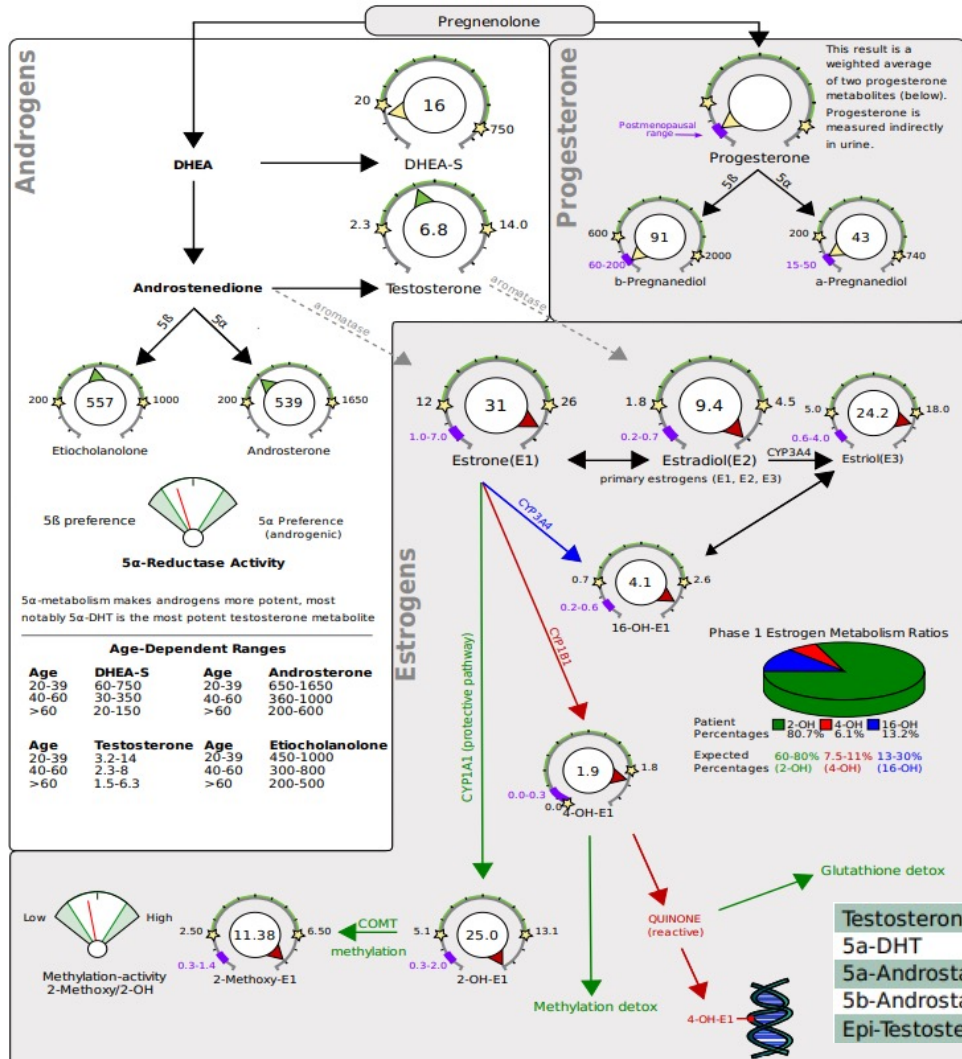 Pregnenolone
Androgens
20
16
750
DHEA-S
DHEA
2.3
6.8
14.0
Testosterone
Androstenedione
aromatase
aromatase
5ß
5α
200
557
1000
Etiocholanolone
200
539
1650
Androsterone
5ß preference
5α Preference
(androgenic)
5α-Reductase Activity
5α-metabolism makes androgens more potent, most
notably 5α-DHT is the most potent testosterone metabolite
Age-Dependent Ranges
Age DHEA-S Age Androsterone
20-39 60-750 20-39 650-1650
40-60 30-350 40-60 360-1000
>60 20-150 >60 200-600
Age Testosterone Age Etiocholanolone
20-39 3.2-14 20-39 450-1000
40-60 2.3-8 40-60 300-800
>60 1.5-6.3 >60 200-500
Progesterone
This result is a
weighted average
of two progesterone
metabolites (below).
Progesterone is
measured indirectly
in urine.
Postmenopausal
range
Progesterone
5ß
5α
600
91
2000
60-200
b-Pregnanediol
200
43
740
15-50
a-Pregnanediol
Estrogens
12
31
26
1.0-7.0
Estrone(E1)
1.8
9.4
4.5
0.2-0.7
Estradiol(E2)
primary estrogens (E1, E2, E3)
CYP3A4
5.0
24.2
18.0
0.6-4.0
Estriol(E3)
CYP3A4
0.7
4.1
2.6
0.2-0.6
16-OH-E1
CYP1B1
CYP1A1 (protective pathway)
Phase 1 Estrogen Metabolism Ratios
Patient 2-OH 4-OH 16-OH
Percentages 80.7% 6.1% 13.2%
Expected 60-80% 7.5-11% 13-30%
Percentages (2-OH) (4-OH) (16-OH)
1.9
1.8
0.0-0.3
0.0
4-OH-E1
Low
High
Methylation-activity
2-Methoxy/2-OH
2.50
11.38
6.50
0.3-1.4
2-Methoxy-E1
COMT
methylation
5.1
25.0
13.1
0.3-2.0
2-OH-E1
Methylation detox
Glutathione detox
QUINONE
(reactive)
4-OH-E1
Testosteron
5a-DHT
5a-Androsta
5b-Androsta
Epi-Testoste